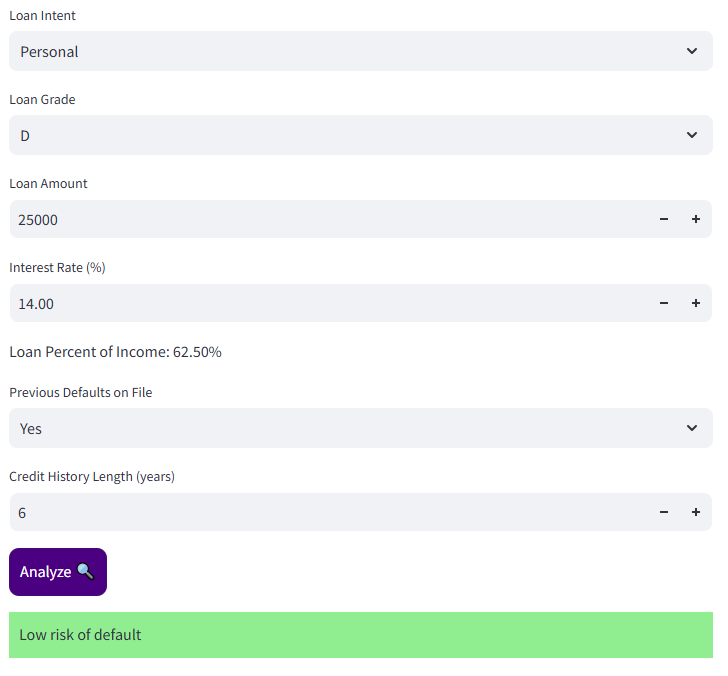 Loan Intent
Personal
Loan Grade
D
Loan Amount
25000
Interest Rate (%)
14.00
Loan Percent of Income: 62.50%
Previous Defaults on File
Yes
Credit History Length (years)
6
Analyze 🔍
Low risk of default